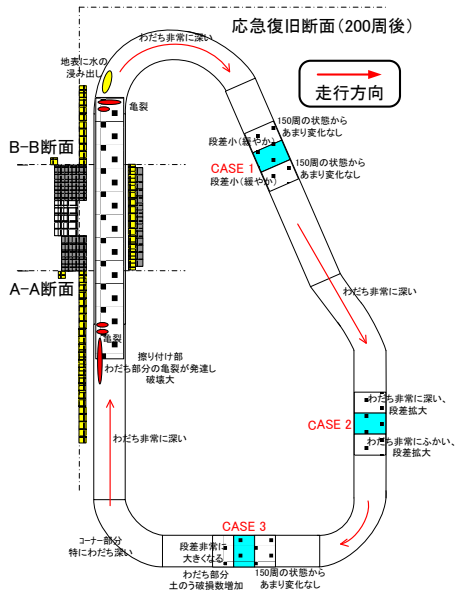 応急復旧断面(200周後)
わだち非常に深い
地表に水の
浸み出し
走行方向
亀裂
150周の状態から
あまり変化なし
段差小(緩やか)
B-B断面
CASE 1
150周の状態から
あまり変化なし
段差小(緩やか)
A-A断面
わだち非常に深い
亀裂
擦り付け部
わだち部分の亀裂が発達し
破壊大
わだち非常に深い、
段差拡大
CASE 2
わだち非常に深い
わだち非常にふかい、
段差拡大
CASE 3
コーナー部分
特にわだち深い
段差非常に
大きくなる
わだち部分
土のう破損数増加
150周の状態から
あまり変化なし